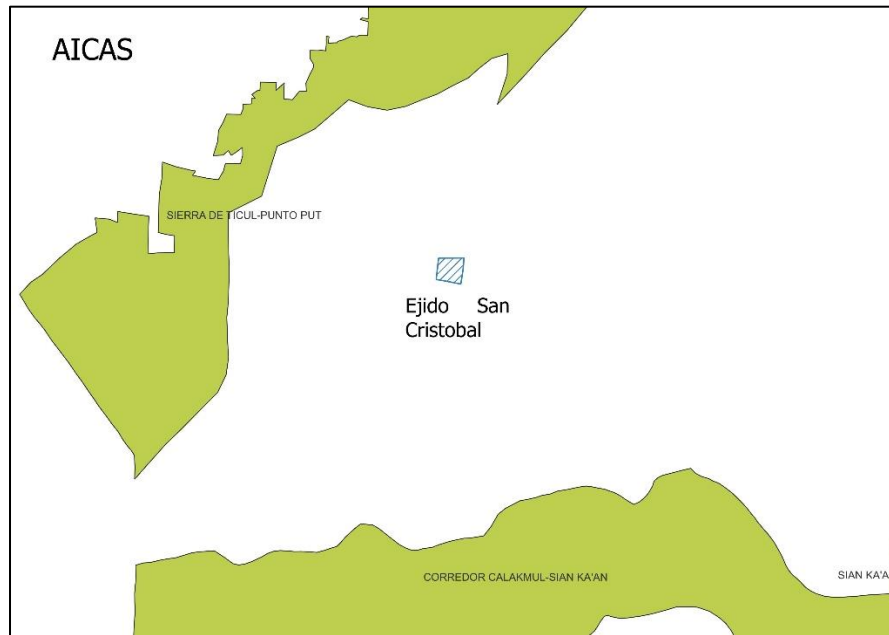 AICAS
SIERRA DE TICUL-PUNTO PUT
Ejido San
Cristobal
CORREDOR CALAKMUL-SIAN KA'AN
SIAN KA'A